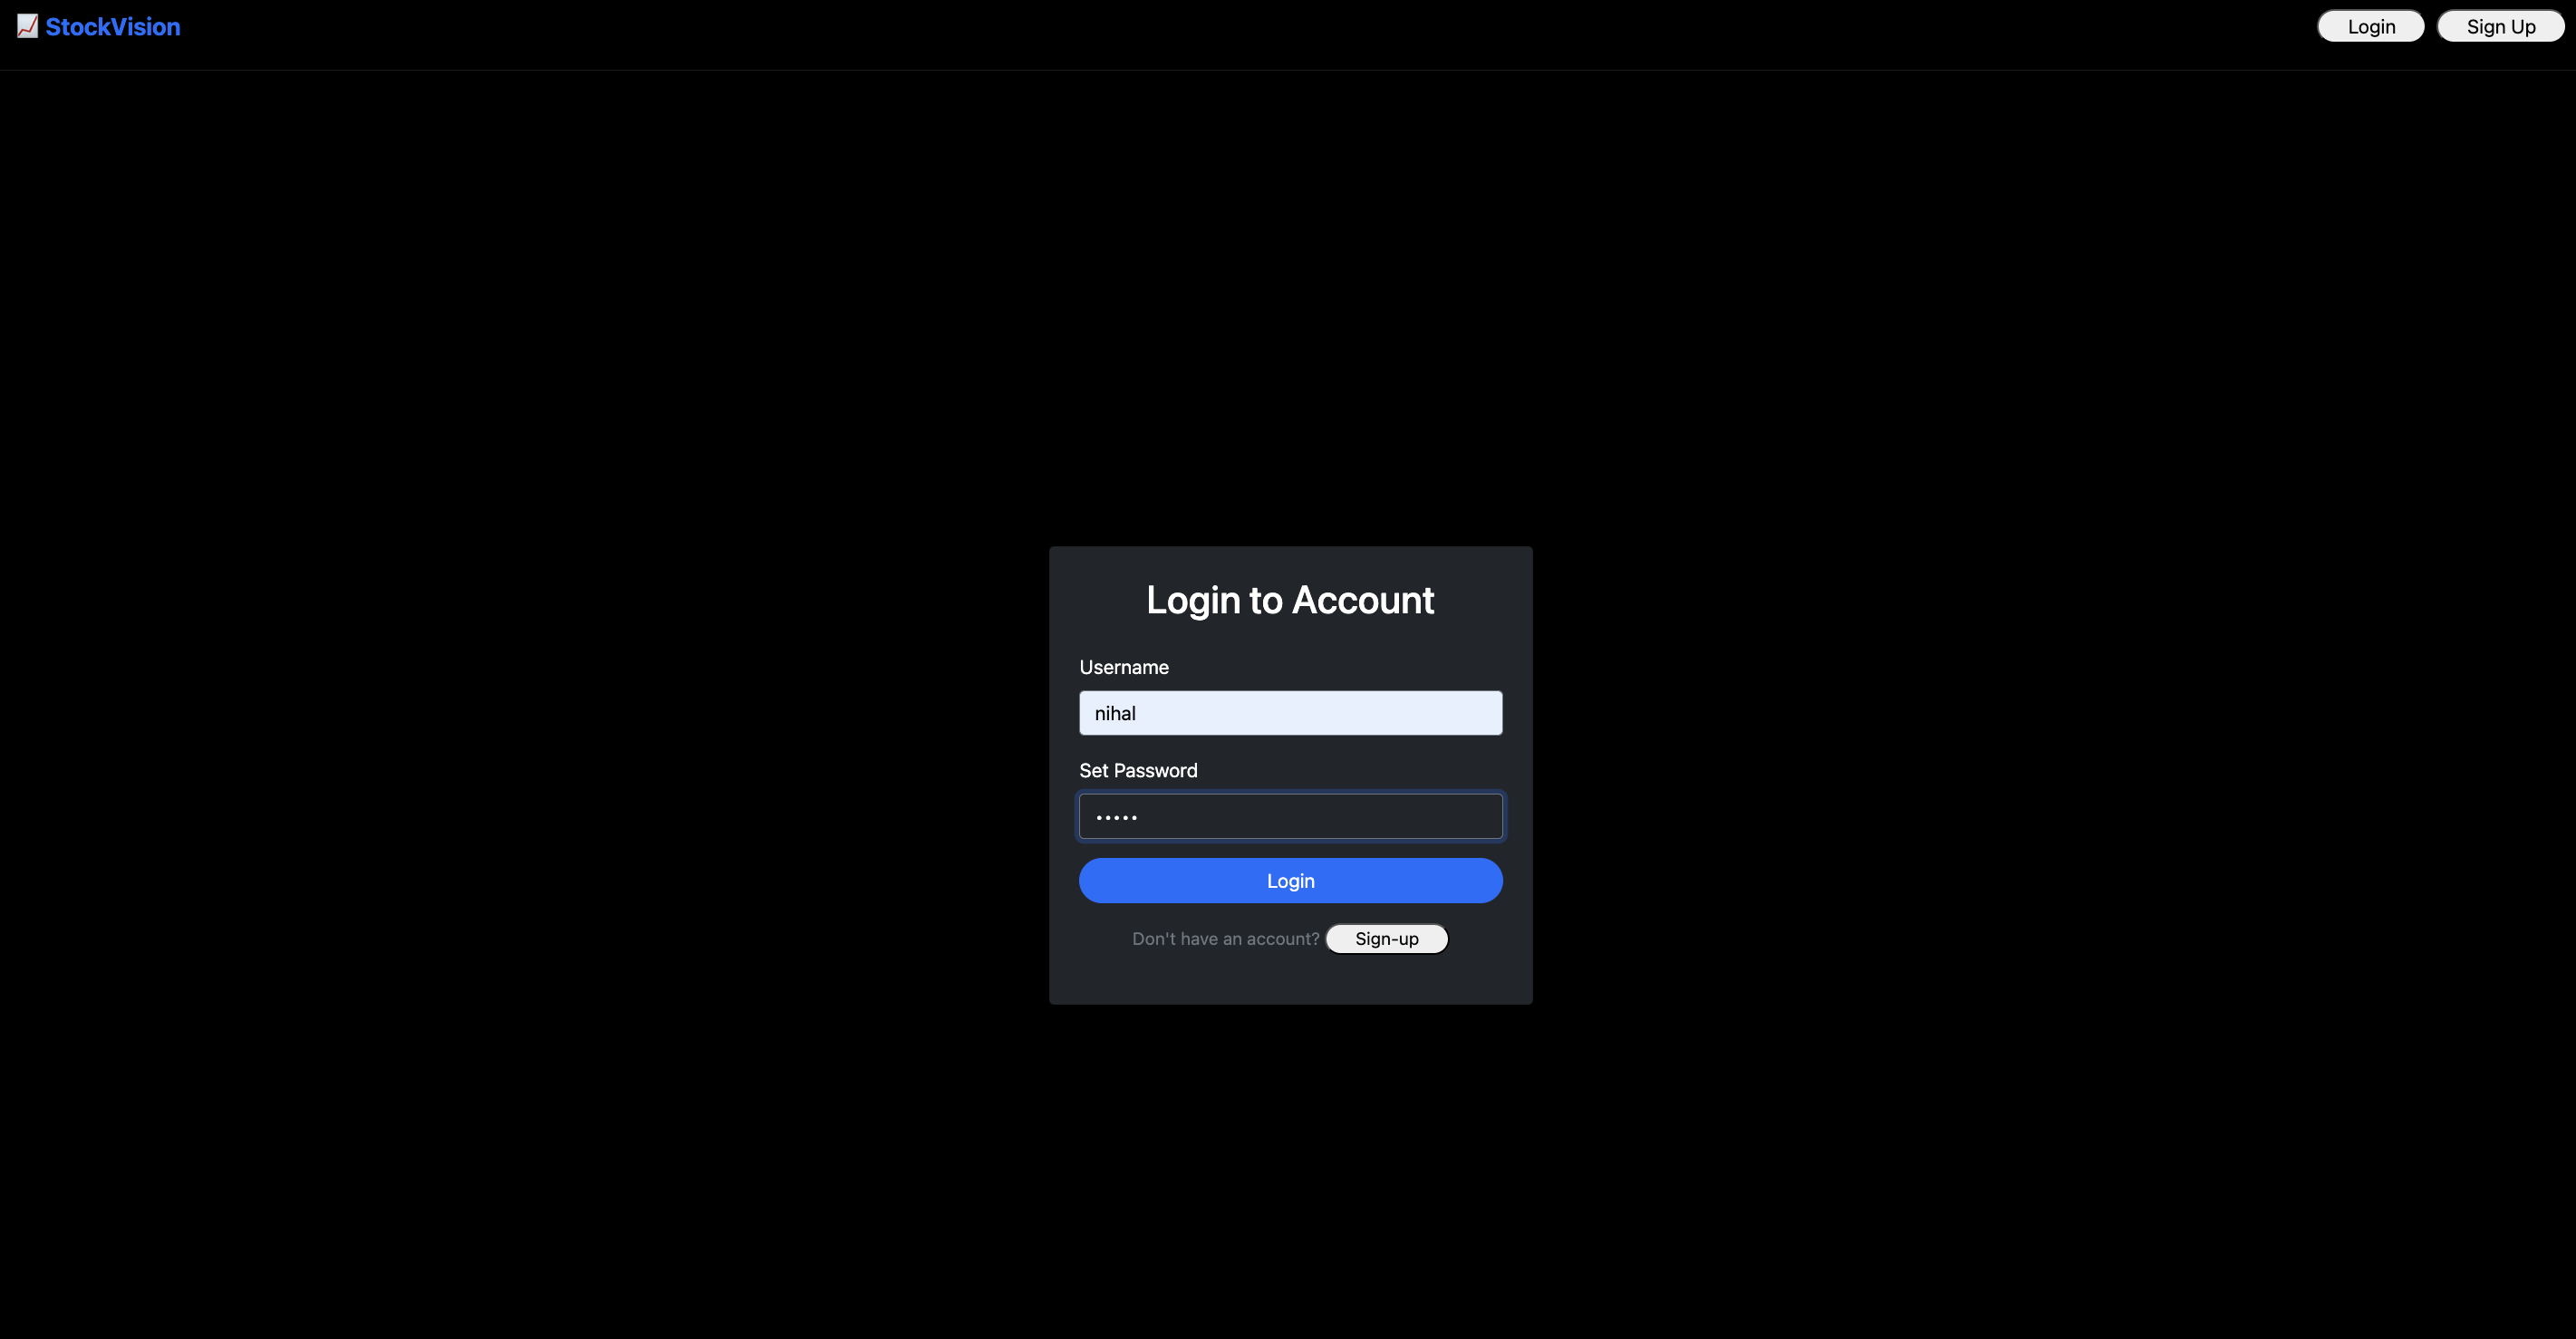 StockVision
Login
Sign Up
Login to Account
Username
nihal
Set Password
•••••
Login
Don't have an account? Sign-up